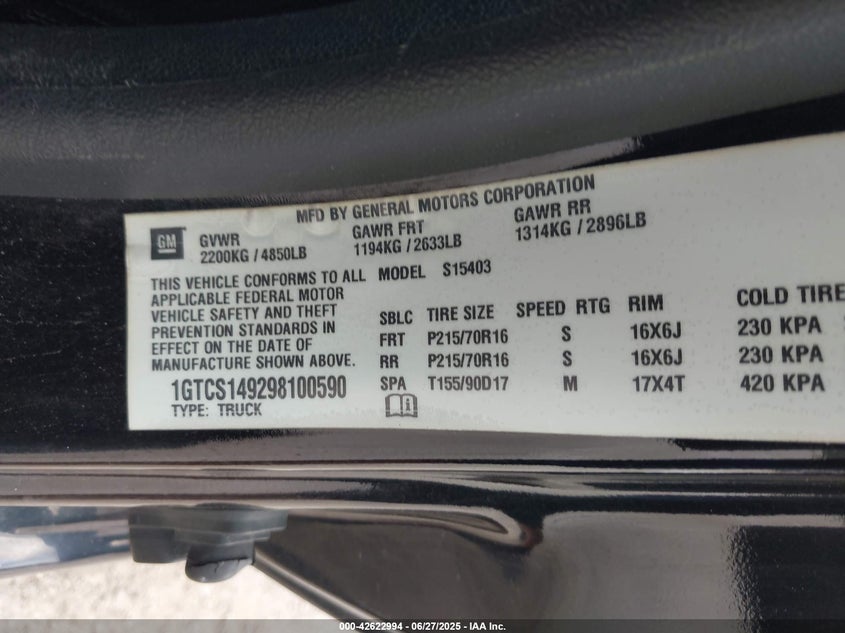 MFD BY GENERAL MOTORS CORPORATION
GM
GVWR GAWR FRT GAWR RR
2200KG / 4850LB 1194KG / 2633LB 1314KG / 2896LB
THIS VEHICLE CONFORMS TO ALL
APPLICABLE FEDERAL MOTOR
VEHICLE SAFETY AND THEFT
PREVENTION STANDARDS IN
EFFECT ON THE DATE OF
MANUFACTURE SHOWN ABOVE.
1GTCS149298100590
TYPE: TRUCK
MODEL S15403
SBLC TIRE SIZE SPEED RTG RIM COLD TIRE
FRT P215/70R16 S 16X6J 230 KPA
RR P215/70R16 S 16X6J 230 KPA
SPA T155/90D17 M 17X4T 420 KPA
000-42622994 / 06/27/2025 - IAA Inc.